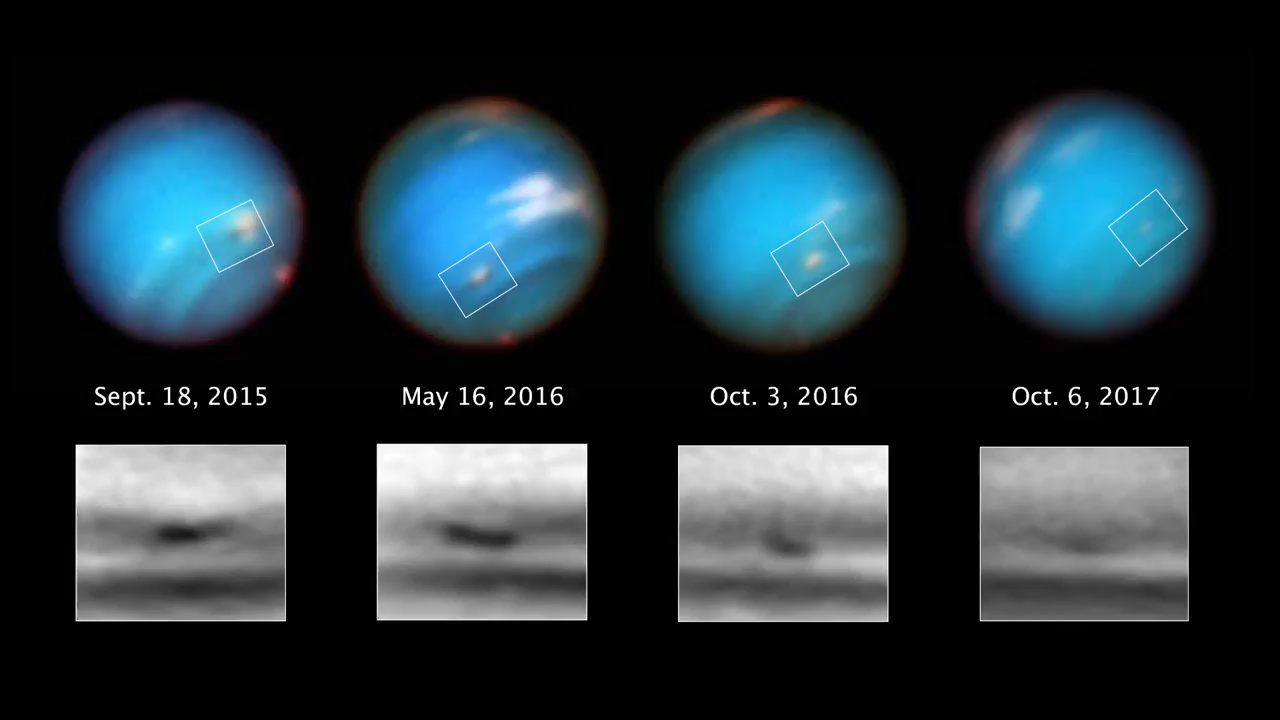 Sept. 18, 2015
May 16, 2016
Oct. 3, 2016
Oct. 6, 2017